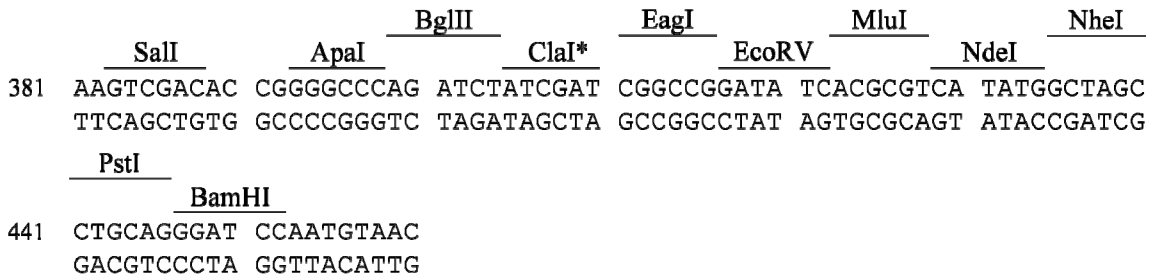 BglII EagI MluI NheI
SalI ApaI ClaI* EcoRV NdeI
381 AAGTCGACAC CGGGGCCCAG ATCTATCGAT CGGCCGGATA TCACGCGTCA TATGGCTAGC
TTCAGCTGTG GCCCCGGGTC TAGATAGCTA GCCGGCCTAT AGTGCGCAGT ATACCGATCG
PstI
BamHI
441 CTGCAGGGAT CCAATGTAAC
GACGTCCCTA GGTTACATTG